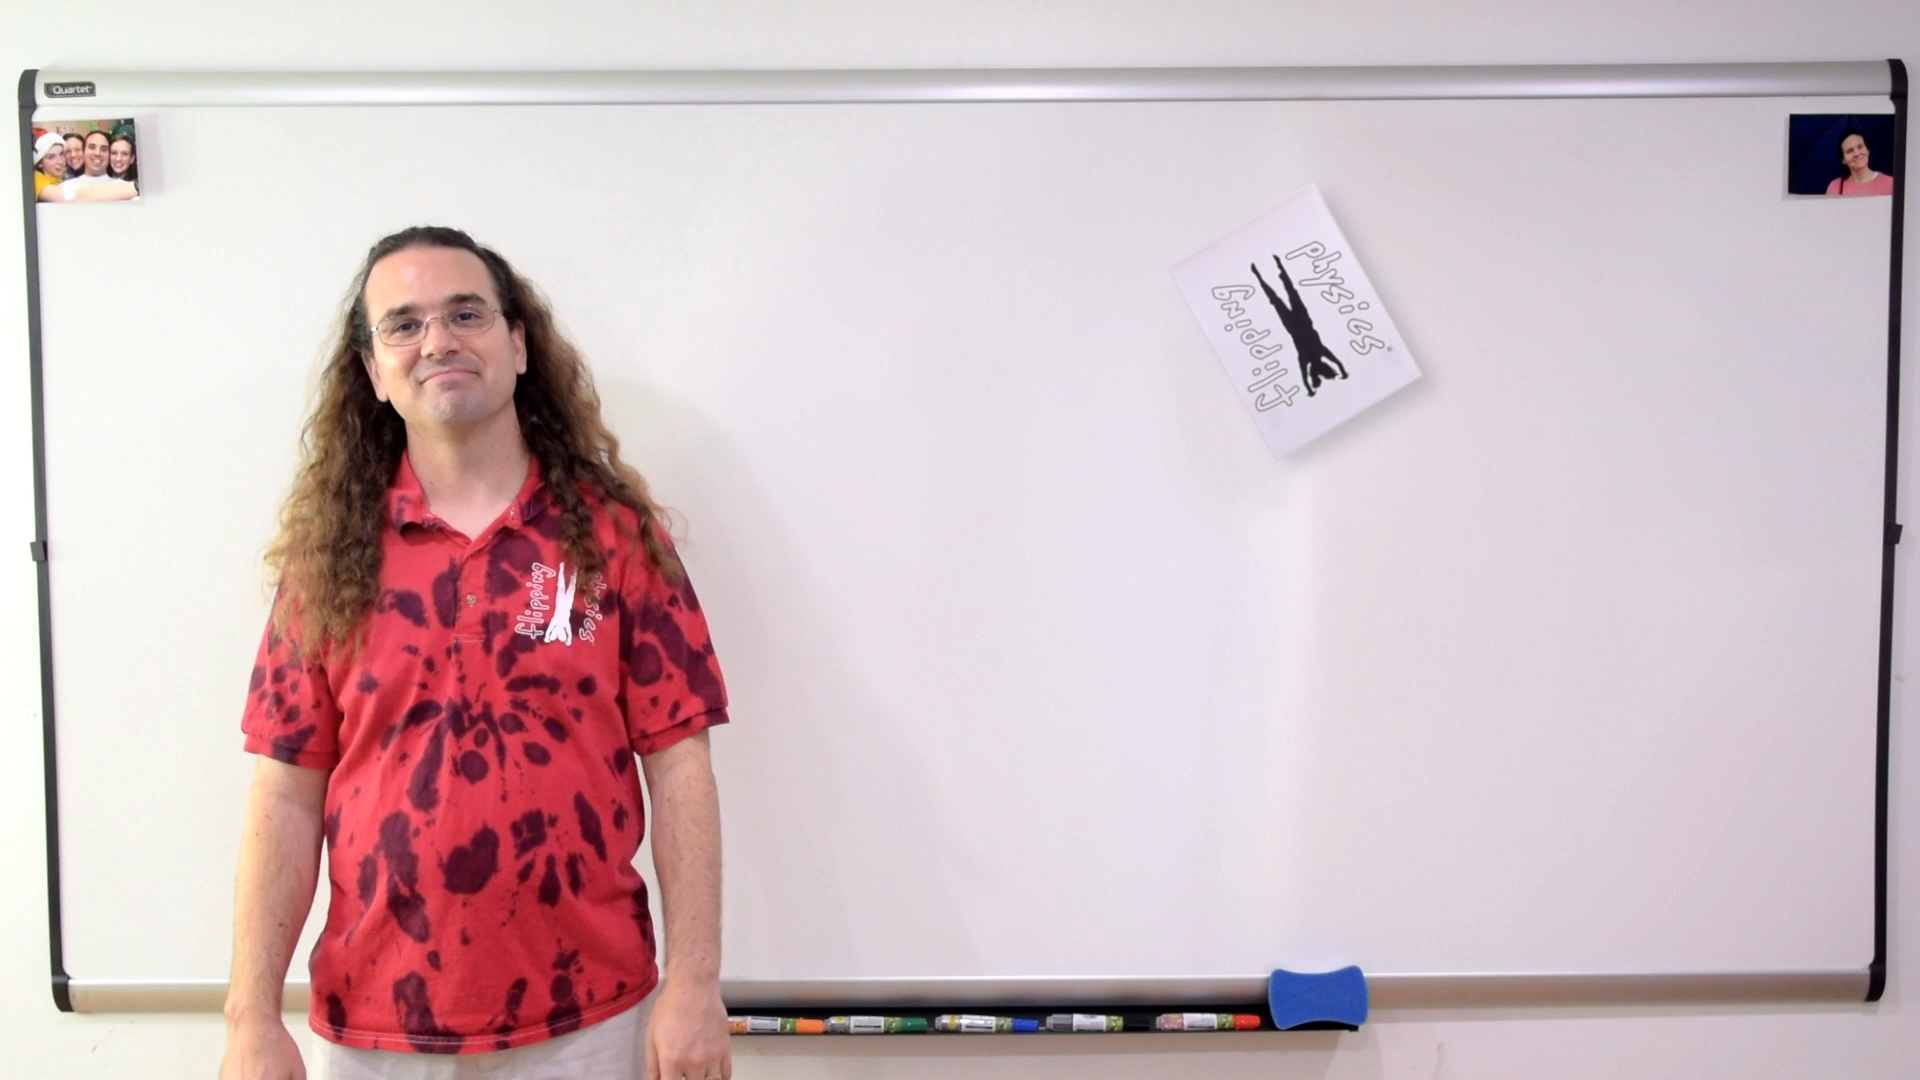 Quartet
flipping
physics
flipping
physics